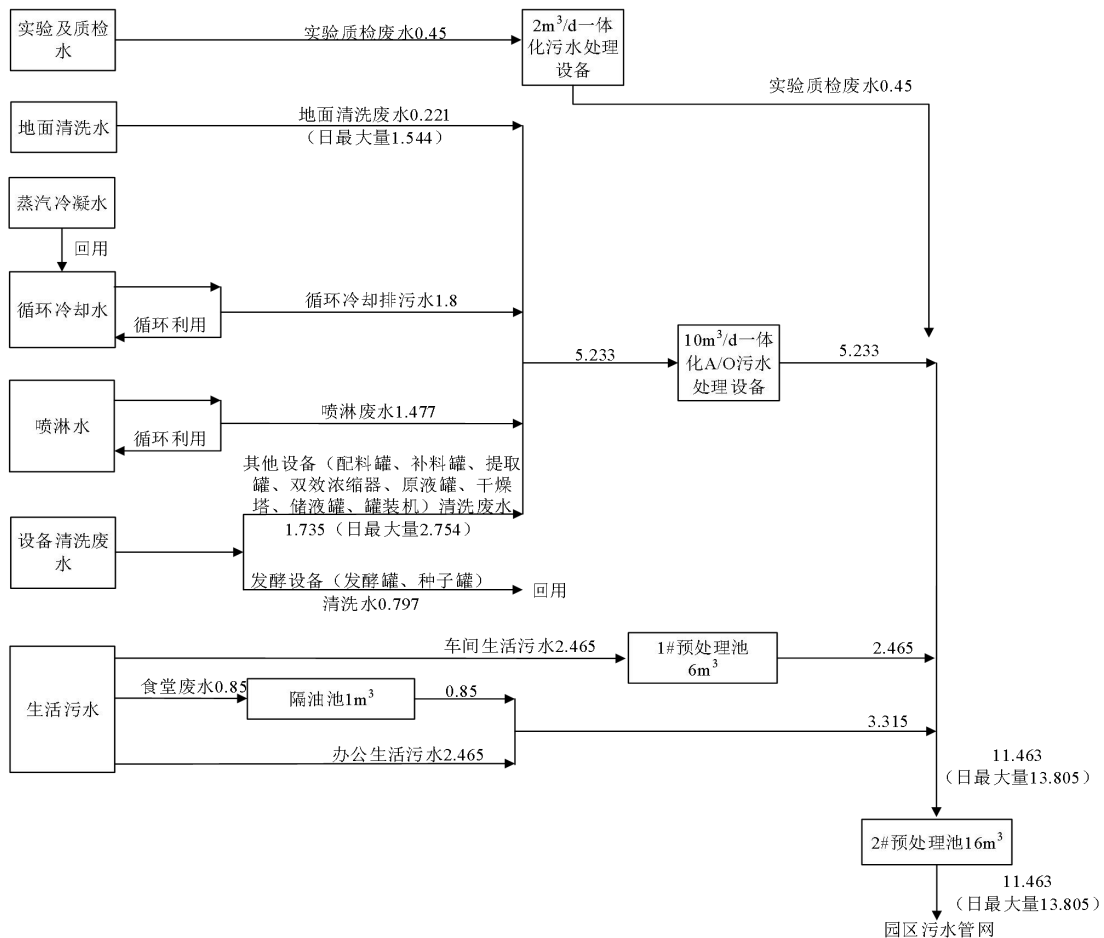 实验及质检
水
实验质检废水0.45
2m³/d一体
化污水处理
设备
实验质检废水0.45
地面清洗水
地面清洗废水0.221
（日最大量1.544）
蒸汽冷凝水
回用
循环冷却水
循环利用
循环冷却排污水1.8
5.233
10m³/d一体
化A/O污水
处理设备
5.233
喷淋水
循环利用
喷淋废水1.477
其他设备（配料罐、补料罐、提取
罐、双效浓缩器、原液罐、干燥
塔、储液罐、罐装机）清洗废水
1.735（日最大量2.754）
设备清洗废
水
发酵设备（发酵罐、种子罐）
清洗水0.797
回用
生活污水
车间生活污水2.465
1#预处理池
6m³
2.465
食堂废水0.85
隔油池1m³
0.85
3.315
办公生活污水2.465
11.463
（日最大量13.805）
2#预处理池16m³
11.463
（日最大量13.805）
园区污水管网